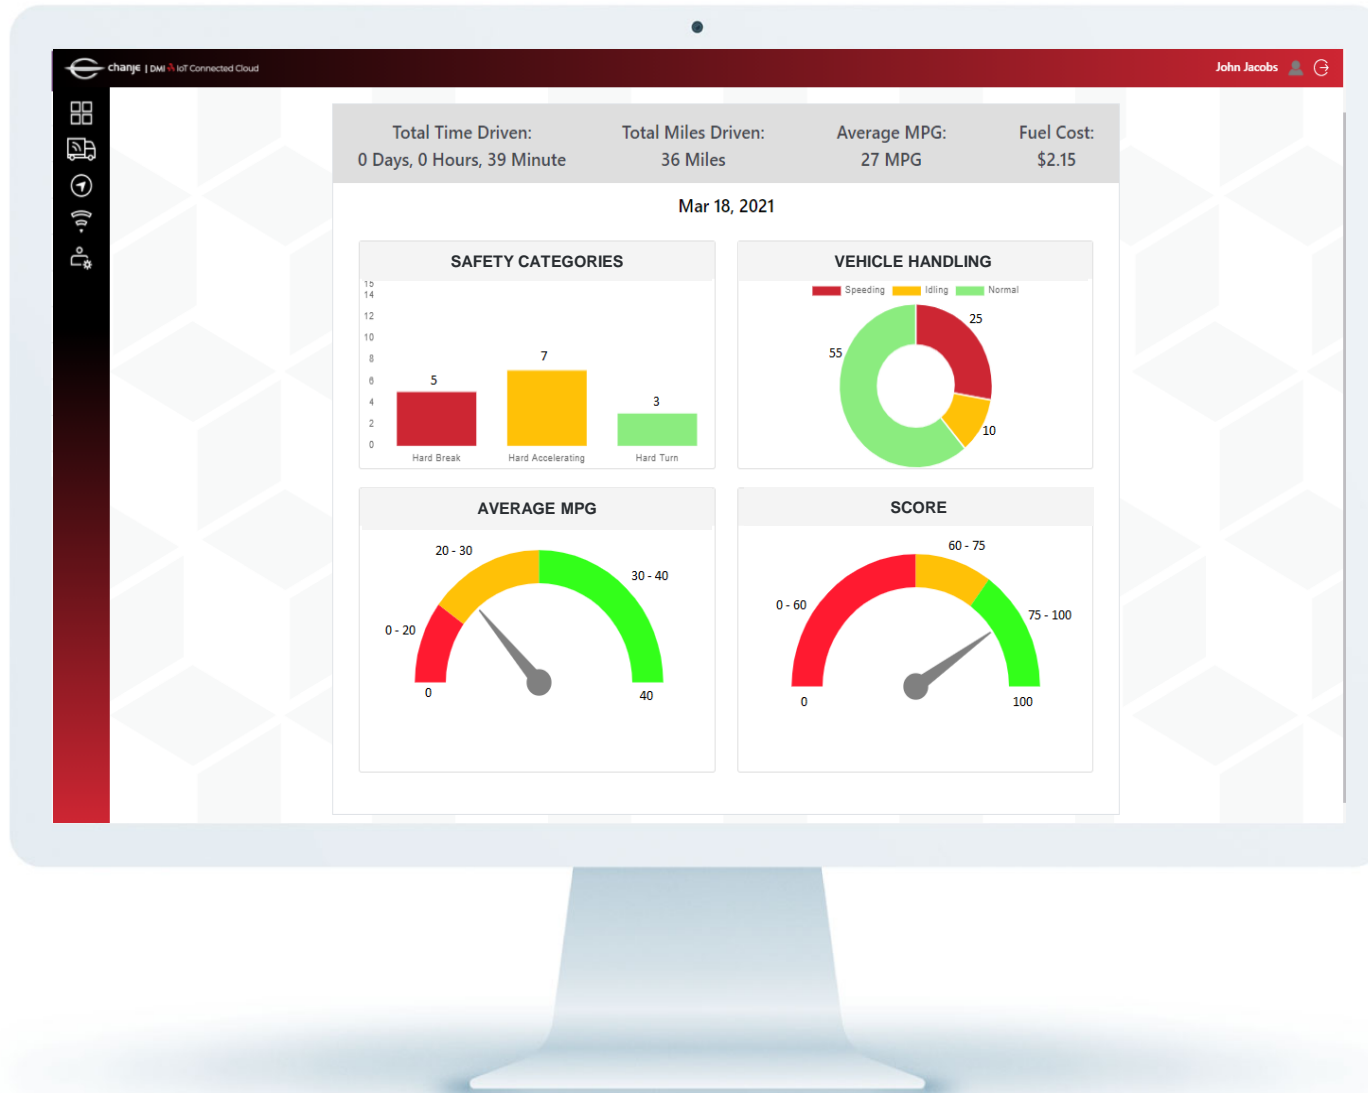 chanje | DMI IoT Connected Cloud
John Jacobs
Total Time Driven:
0 Days, 0 Hours, 39 Minute
Total Miles Driven:
36 Miles
Average MPG:
27 MPG
Fuel Cost:
$2.15
Mar 18, 2021
SAFETY CATEGORIES
15
14
12
10
8
6
4
2
0
5
7
3
Hard Break
Hard Accelerating
Hard Turn
VEHICLE HANDLING
Speeding Idling Normal
25
55
10
AVERAGE MPG
20 - 30
30 - 40
0 - 20
0
40
SCORE
60 - 75
0 - 60
75 - 100
0
100